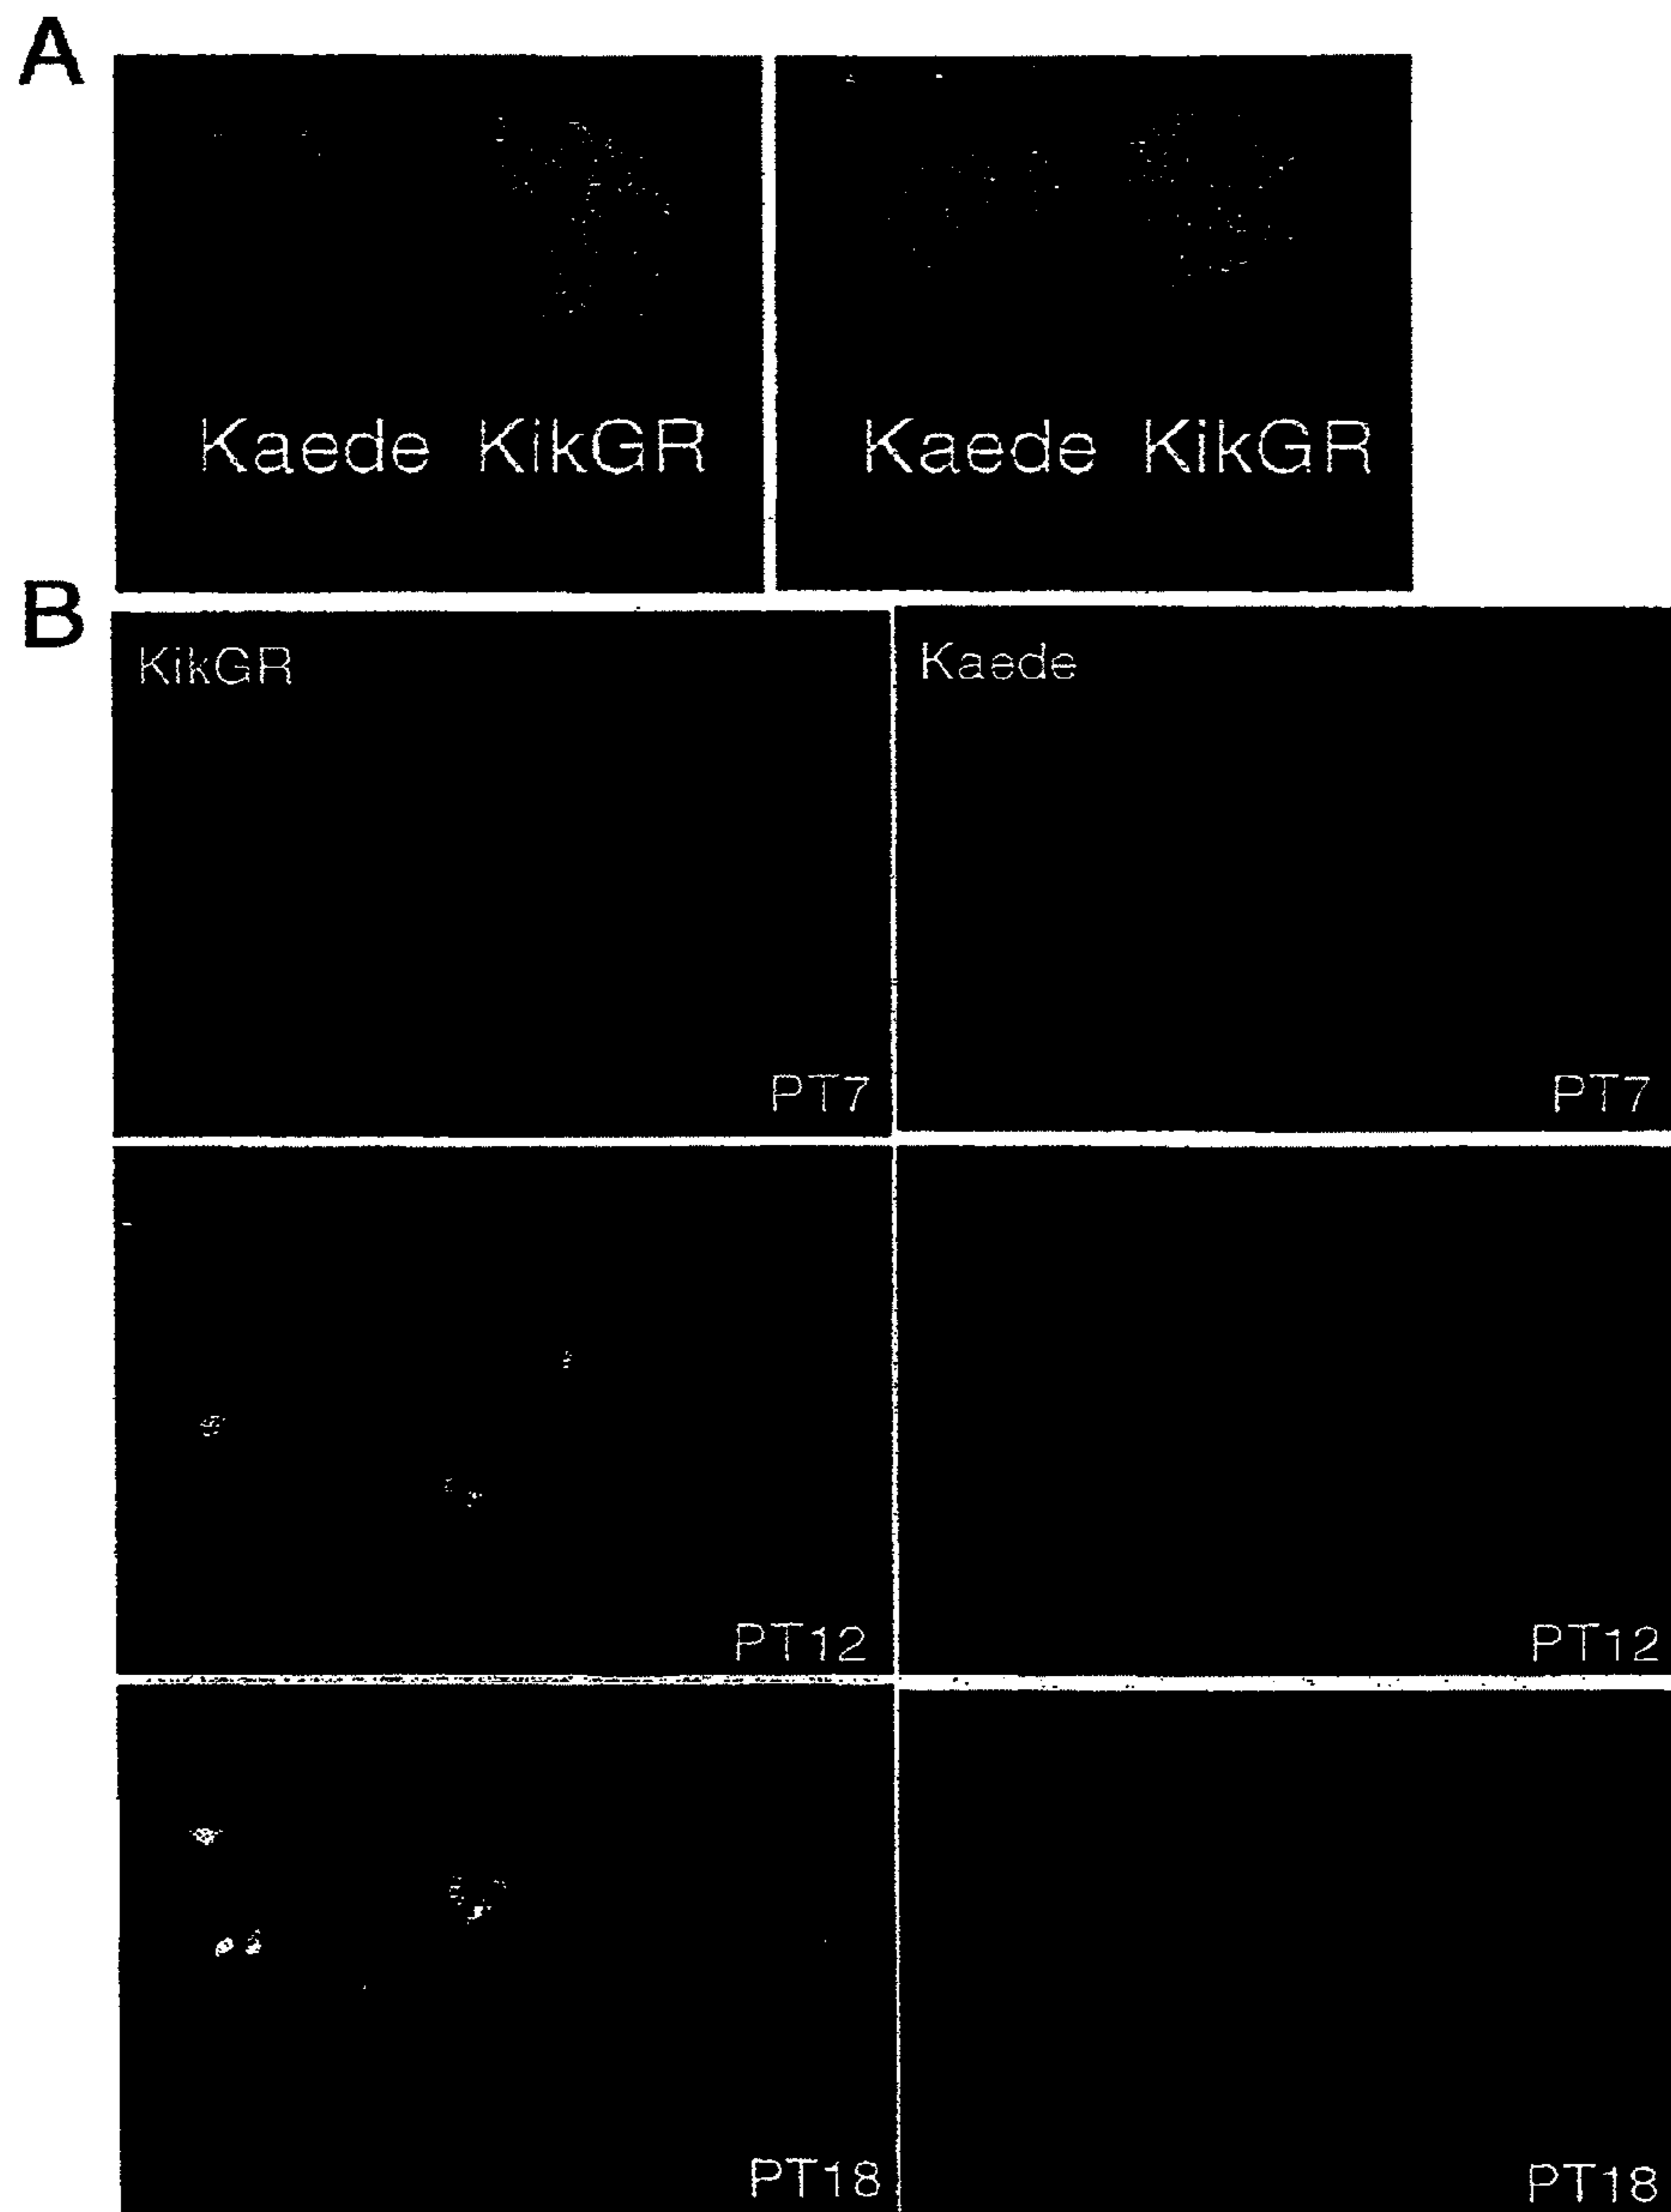 A
Kaede KikGR Kaede KikGR
B
KikGR Kaede
PT7 PT7
PT12 PT12
PT18 PT18